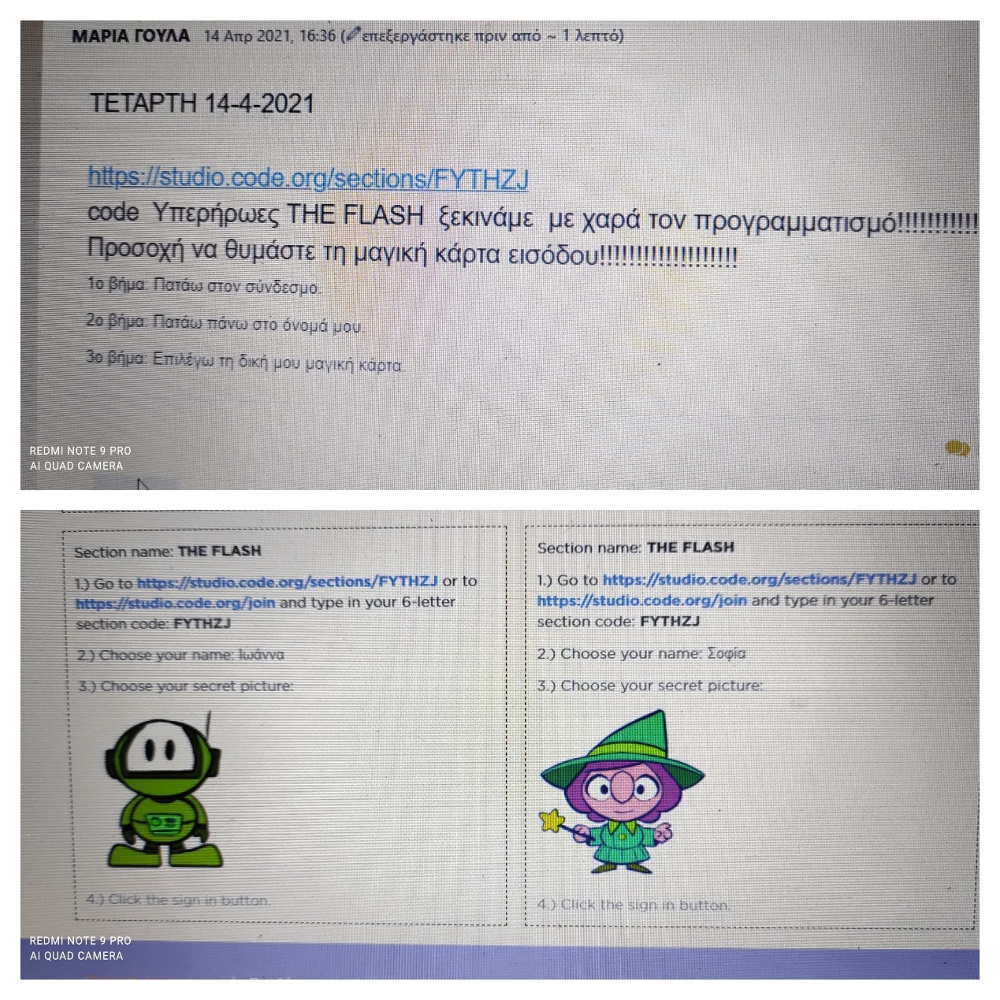 ΜΑΡΙΑ ΓΟΥΛΑ 14 Απρ 2021, 16:36 (επεξεργάστηκε πριν από ~ 1 λεπτό)
ΤΕΤΑΡΤΗ 14-4-2021
https://studio.code.org/sections/FYTHZJ
code Υπερήρωες THE FLASH ξεκινάμε με χαρά τον προγραμματισμό!!!!!!!!!!!
Προσοχή να θυμάστε τη μαγική κάρτα εισόδου!!!!!!!!!!!!!!!!!!!
1ο βήμα: Πατάω στον σύνδεσμο.
2ο βήμα: Πατάω πάνω στο όνομά μου.
3ο βήμα: Επιλέγω τη δική μου μαγική κάρτα.
REDMI NOTE 9 PRO
AI QUAD CAMERA
Section name: THE FLASH
1.) Go to https://studio.code.org/sections/FYTHZJ or to
https://studio.code.org/join and type in your 6-letter
section code: FYTHZJ
2.) Choose your name: Ιωάννα
3.) Choose your secret picture:
4.) Click the sign in button.
Section name: THE FLASH
1.) Go to https://studio.code.org/sections/FYTHZJ or to
https://studio.code.org/join and type in your 6-letter
section code: FYTHZJ
2.) Choose your name: Σοφία
3.) Choose your secret picture:
4.) Click the sign in button.
REDMI NOTE 9 PRO
AI QUAD CAMERA